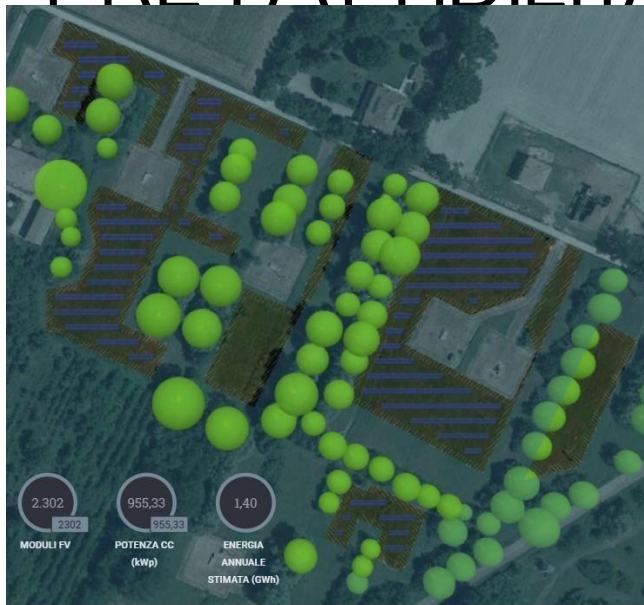 2.302
2302
MODULI FV
955,33
955,33
POTENZA CC
(kWp)
1,40
ENERGIA
ANNUALE
STIMATA (GWh)